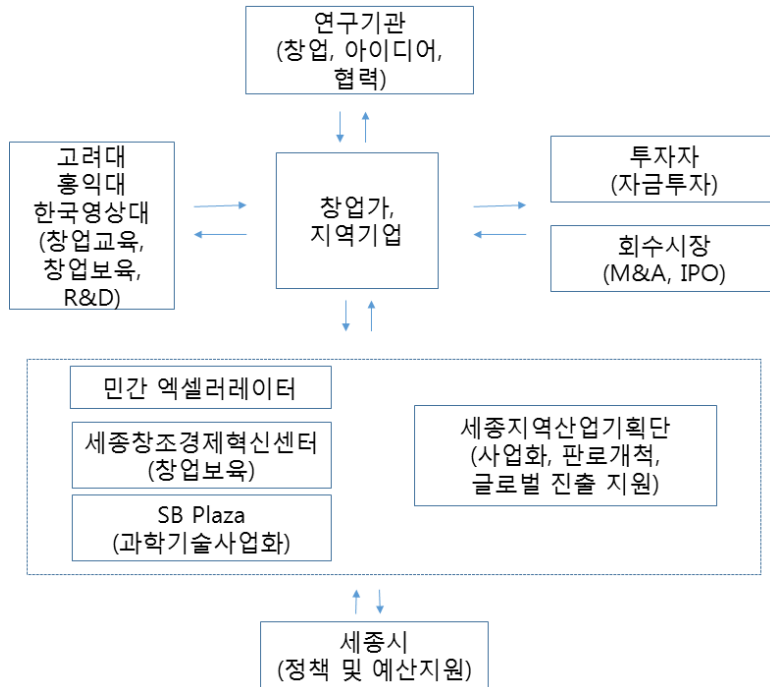 연구기관
(창업, 아이디어,
협력)
고려대
홍익대
한국영상대
(창업교육,
창업보육,
R&D)
창업가,
지역기업
투자자
(자금투자)
회수시장
(M&A, IPO)
민간 엑셀러레이터
세종창조경제혁신센터
(창업보육)
SB Plaza
(과학기술사업화)
세종지역산업기획단
(사업화, 판로개척,
글로벌 진출 지원)
세종시
(정책 및 예산지원)